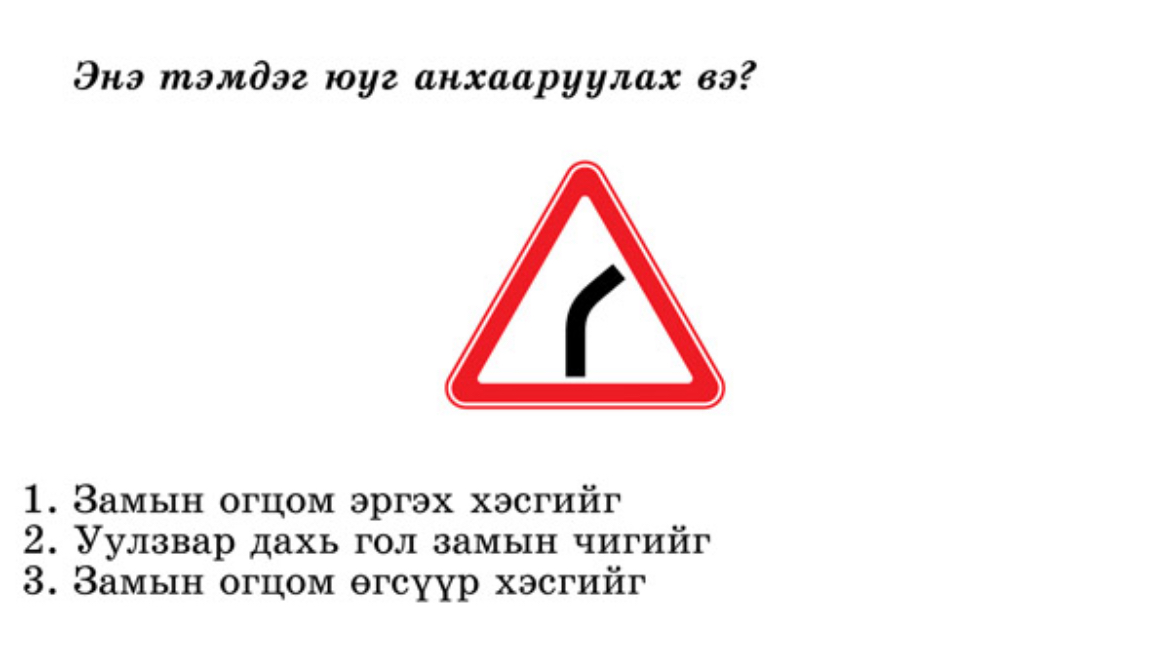 Энэ тэмдэг юуг анхааруулах вэ?
1. Замын огцом эргэх хэсгийг
2. Уулзвар дахь гол замын чигийг
3. Замын огцом өгсүүр хэсгийг